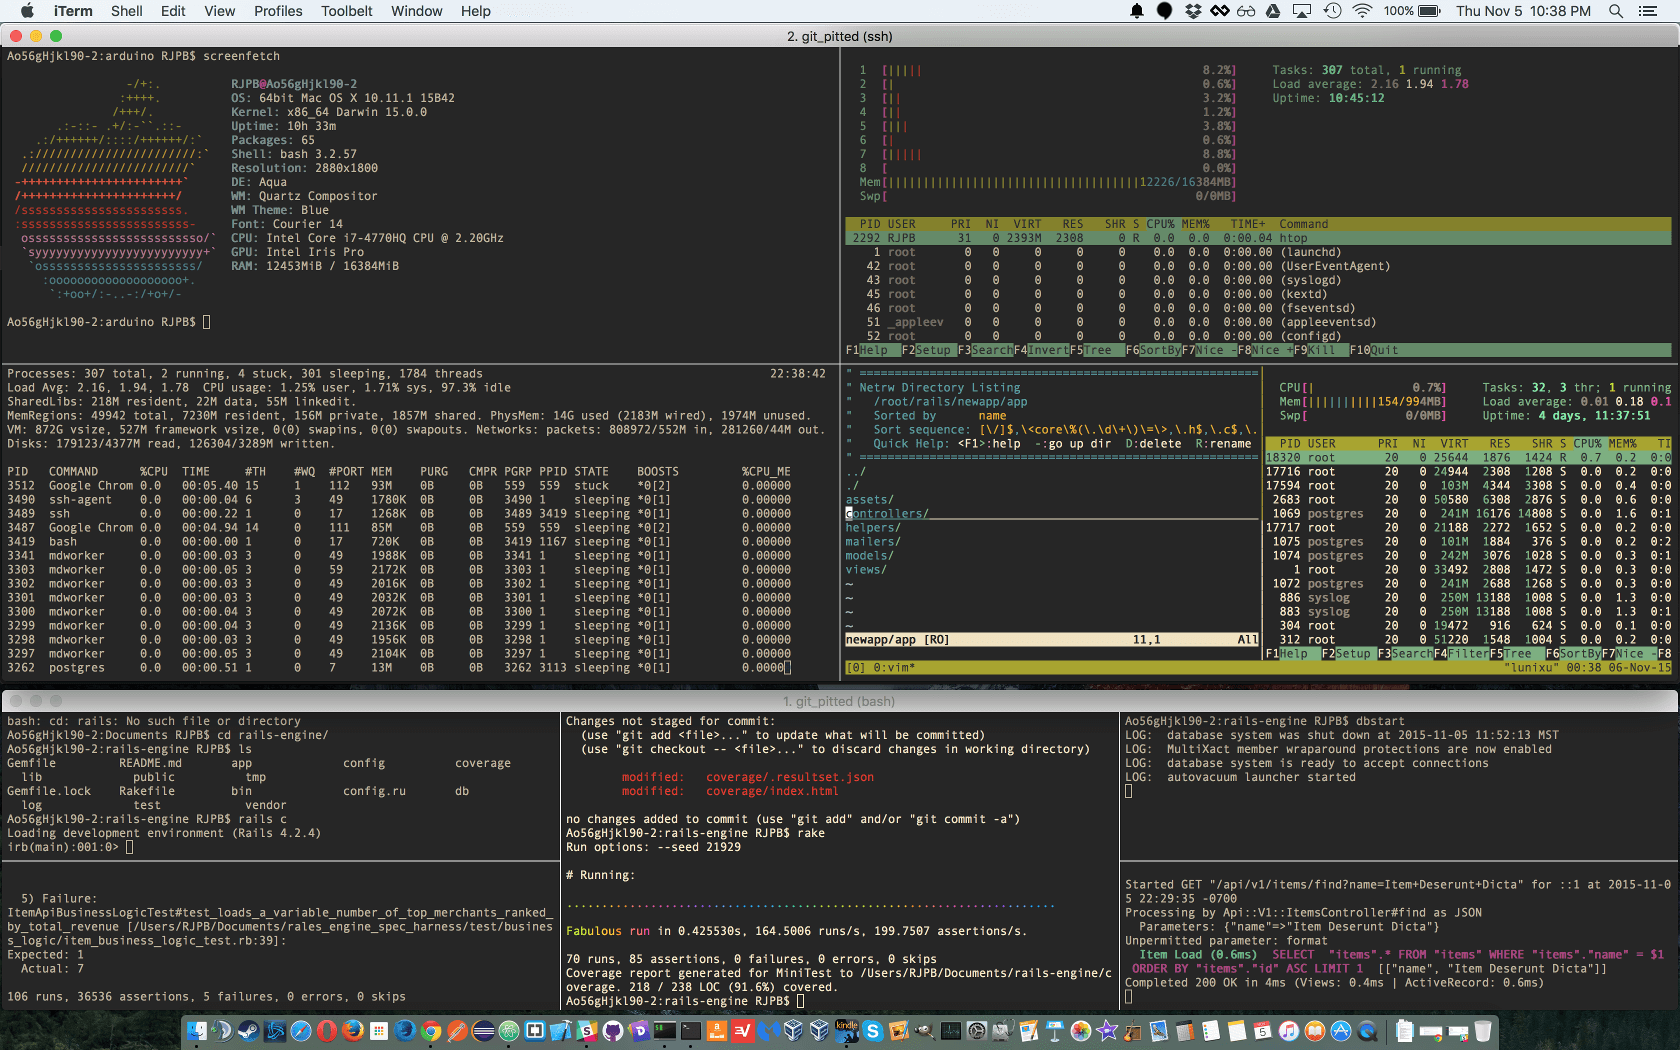 iTerm Shell Edit View Profiles Toolbelt Window Help 100% Thu Nov 5 10:38 PM
2. git_pitted (ssh)
Ao56gHjkl90-2:arduino RJPB$ screenfetch
RJPB@Ao56gHjkl90-2
OS: 64bit Mac OS X 10.11.1 15B42
Kernel: x86_64 Darwin 15.0.0
Uptime: 10h 33m
Packages: 65
Shell: bash 3.2.57
Resolution: 2880x1800
DE: Aqua
WM: Quartz Compositor
WM Theme: Blue
Font: Courier 14
CPU: Intel Core i7-4770HQ CPU @ 2.20GHz
GPU: Intel Iris Pro
RAM: 12453MiB / 16384MiB
Ao56gHjkl90-2:arduino RJPB$
1 [||||| 8.2%]
2 [| 0.6%]
3 [|| 3.2%]
4 [|| 1.2%]
5 [||| 3.8%]
6 [| 0.6%]
7 [||||| 8.8%]
8 [ 0.0%]
Mem[||||||||||||||||||||||||||||||||||||12226/16384MB]
Swp[ 0/0MB]
Tasks: 307 total, 1 running
Load average: 2.16 1.94 1.78
Uptime: 10:45:12
PID USER PRI NI VIRT RES SHR S CPU% MEM% TIME+ Command
2292 RJPB 31 0 2393M 2308 0 R 0.0 0.0 0:00.04 htop
1 root 0 0 0 0 0 0.0 0.0 0:00.00 (launchd)
42 root 0 0 0 0 0 0.0 0.0 0:00.00 (UserEventAgent)
43 root 0 0 0 0 0 0.0 0.0 0:00.00 (syslogd)
45 root 0 0 0 0 0 0.0 0.0 0:00.00 (kextd)
46 root 0 0 0 0 0 0.0 0.0 0:00.00 (fseventsd)
51 _appleev 0 0 0 0 0 0.0 0.0 0:00.00 (appleeventsd)
52 root 0 0 0 0 0 0.0 0.0 0:00.00 (configd)
F1Help F2Setup F3SearchF4InvertF5Tree F6SortByF7Nice -F8Nice +F9Kill F10Quit
Processes: 307 total, 2 running, 4 stuck, 301 sleeping, 1784 threads 22:38:42
Load Avg: 2.16, 1.94, 1.78 CPU usage: 1.25% user, 1.71% sys, 97.3% idle
SharedLibs: 218M resident, 22M data, 55M linkedit.
MemRegions: 49942 total, 7230M resident, 156M private, 1857M shared. PhysMem: 14G used (2183M wired), 1974M unused.
VM: 872G vsize, 527M framework vsize, 0(0) swapins, 0(0) swapouts. Networks: packets: 808972/552M in, 281260/44M out.
Disks: 179123/4377M read, 126304/3289M written.
PID COMMAND %CPU TIME #TH #WQ #PORT MEM PURG CMPR PGRP PPID STATE BOOSTS %CPU_ME
3512 Google Chrom 0.0 00:05.40 15 1 112 93M 0B 0B 559 559 stuck *0[2] 0.00000
3490 ssh-agent 0.0 00:00.04 6 3 49 1780K 0B 0B 3490 1 sleeping *0[1] 0.00000
3489 ssh 0.0 00:00.22 1 0 17 1268K 0B 0B 3489 3419 sleeping *0[1] 0.00000
3487 Google Chrom 0.0 00:04.94 14 0 111 85M 0B 0B 559 559 sleeping *0[2] 0.00000
3419 bash 0.0 00:00.00 1 0 17 720K 0B 0B 3419 1167 sleeping *0[1] 0.00000
3341 mdworker 0.0 00:00.03 3 0 49 1988K 0B 0B 3341 1 sleeping *0[1] 0.00000
3303 mdworker 0.0 00:00.05 3 0 59 2172K 0B 0B 3303 1 sleeping *0[1] 0.00000
3302 mdworker 0.0 00:00.03 3 0 49 2016K 0B 0B 3302 1 sleeping *0[1] 0.00000
3301 mdworker 0.0 00:00.03 3 0 49 2032K 0B 0B 3301 1 sleeping *0[1] 0.00000
3300 mdworker 0.0 00:00.04 3 0 49 2072K 0B 0B 3300 1 sleeping *0[1] 0.00000
3299 mdworker 0.0 00:00.04 3 0 49 2136K 0B 0B 3299 1 sleeping *0[1] 0.00000
3298 mdworker 0.0 00:00.03 3 0 49 1956K 0B 0B 3298 1 sleeping *0[1] 0.00000
3297 mdworker 0.0 00:00.05 3 0 49 2104K 0B 0B 3297 1 sleeping *0[1] 0.00000
3262 postgres 0.0 00:00.51 1 0 7 13M 0B 0B 3262 3113 sleeping *0[1] 0.0000
" ============================================================
" Netrw Directory Listing
" /root/rails/newapp/app
" Sorted by name
" Sort sequence: [\/]$,\<core\%(\.\d\+\)\=\>,\.h$,\.c$,\.
" Quick Help: <F1>:help -:go up dir D:delete R:rename
" ============================================================
../
./
assets/
controllers/
helpers/
mailers/
models/
views/
~
~
~
~
newapp/app [RO] 11,1 All
CPU[| 0.7%]
Mem[||||||||||154/994MB]
Swp[ 0/0MB]
Tasks: 32, 3 thr; 1 running
Load average: 0.01 0.18 0.1
Uptime: 4 days, 11:37:51
PID USER PRI NI VIRT RES SHR S CPU% MEM% TI
18320 root 20 0 25644 1876 1424 R 0.7 0.2 0:0
17716 root 20 0 24944 2308 1208 S 0.0 0.2 0:0
17594 root 20 0 103M 4344 3308 S 0.0 0.4 0:0
2683 root 20 0 50580 6308 2876 S 0.0 0.6 0:0
1069 postgres 20 0 241M 16176 14808 S 0.0 1.6 0:1
17717 root 20 0 21188 2272 1652 S 0.0 0.2 0:0
1075 postgres 20 0 101M 1884 376 S 0.0 0.2 0:2
1074 postgres 20 0 242M 3076 1028 S 0.0 0.3 0:1
1 root 20 0 33492 2808 1472 S 0.0 0.3 0:0
1072 postgres 20 0 241M 2688 1268 S 0.0 0.3 0:0
886 syslog 20 0 250M 13188 1008 S 0.0 1.3 0:0
883 syslog 20 0 250M 13188 1008 S 0.0 1.3 0:1
304 root 20 0 19472 916 624 S 0.0 0.1 0:0
312 root 20 0 51220 1548 1004 S 0.0 0.2 0:0
F1Help F2Setup F3SearchF4FilterF5Tree F6SortByF7Nice -F8
[0] 0:vim* "lunixu" 00:38 06-Nov-15
1. git_pitted (bash)
bash: cd: rails: No such file or directory
Ao56gHjkl90-2:Documents RJPB$ cd rails-engine/
Ao56gHjkl90-2:rails-engine RJPB$ ls
Gemfile README.md app config coverage
lib public tmp
Gemfile.lock Rakefile bin config.ru db
log test vendor
Ao56gHjkl90-2:rails-engine RJPB$ rails c
Loading development environment (Rails 4.2.4)
irb(main):001:0>
5) Failure:
ItemApiBusinessLogicTest#test_loads_a_variable_number_of_top_merchants_ranked_
by_total_revenue [/Users/RJPB/Documents/rales_engine_spec_harness/test/busines
s_logic/item_business_logic_test.rb:39]:
Expected: 1
Actual: 7
106 runs, 36536 assertions, 5 failures, 0 errors, 0 skips
Changes not staged for commit:
(use "git add <file>..." to update what will be committed)
(use "git checkout -- <file>..." to discard changes in working directory)
modified: coverage/.resultset.json
modified: coverage/index.html
no changes added to commit (use "git add" and/or "git commit -a")
Ao56gHjkl90-2:rails-engine RJPB$ rake
Run options: --seed 21929
# Running:
......................................................................
Fabulous run in 0.425530s, 164.5006 runs/s, 199.7507 assertions/s.
70 runs, 85 assertions, 0 failures, 0 errors, 0 skips
Coverage report generated for MiniTest to /Users/RJPB/Documents/rails-engine/c
overage. 218 / 238 LOC (91.6%) covered.
Ao56gHjkl90-2:rails-engine RJPB$
Ao56gHjkl90-2:rails-engine RJPB$ dbstart
LOG: database system was shut down at 2015-11-05 11:52:13 MST
LOG: MultiXact member wraparound protections are now enabled
LOG: database system is ready to accept connections
LOG: autovacuum launcher started
Started GET "/api/v1/items/find?name=Item+Deserunt+Dicta" for ::1 at 2015-11-0
5 22:29:35 -0700
Processing by Api::V1::ItemsController#find as JSON
Parameters: {"name"=>"Item Deserunt Dicta"}
Unpermitted parameter: format
Item Load (0.6ms) SELECT "items".* FROM "items" WHERE "items"."name" = $1
ORDER BY "items"."id" ASC LIMIT 1 [["name", "Item Deserunt Dicta"]]
Completed 200 OK in 4ms (Views: 0.4ms | ActiveRecord: 0.6ms)
kindle